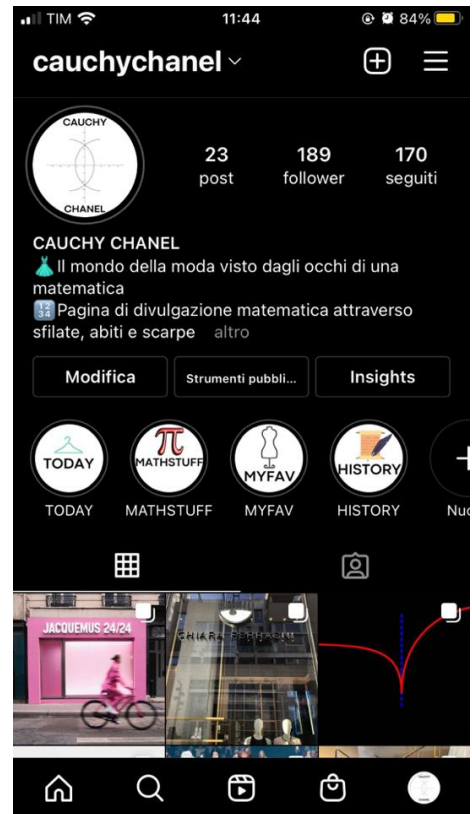 TIM 11:44 84%
cauchychanel
CAUCHY
CHANEL
23 189 170
post follower seguiti
CAUCHY CHANEL
👗Il mondo della moda visto dagli occhi di una
matematica
🔢Pagina di divulgazione matematica attraverso
sfilate, abiti e scarpe altro
Modifica Strumenti pubbli... Insights
TODAY π MATHSTUFF MYFAV HISTORY
TODAY MATHSTUFF MYFAV HISTORY Nuo
JACQUEMUS 24/24 CHIARA FERRAGNI